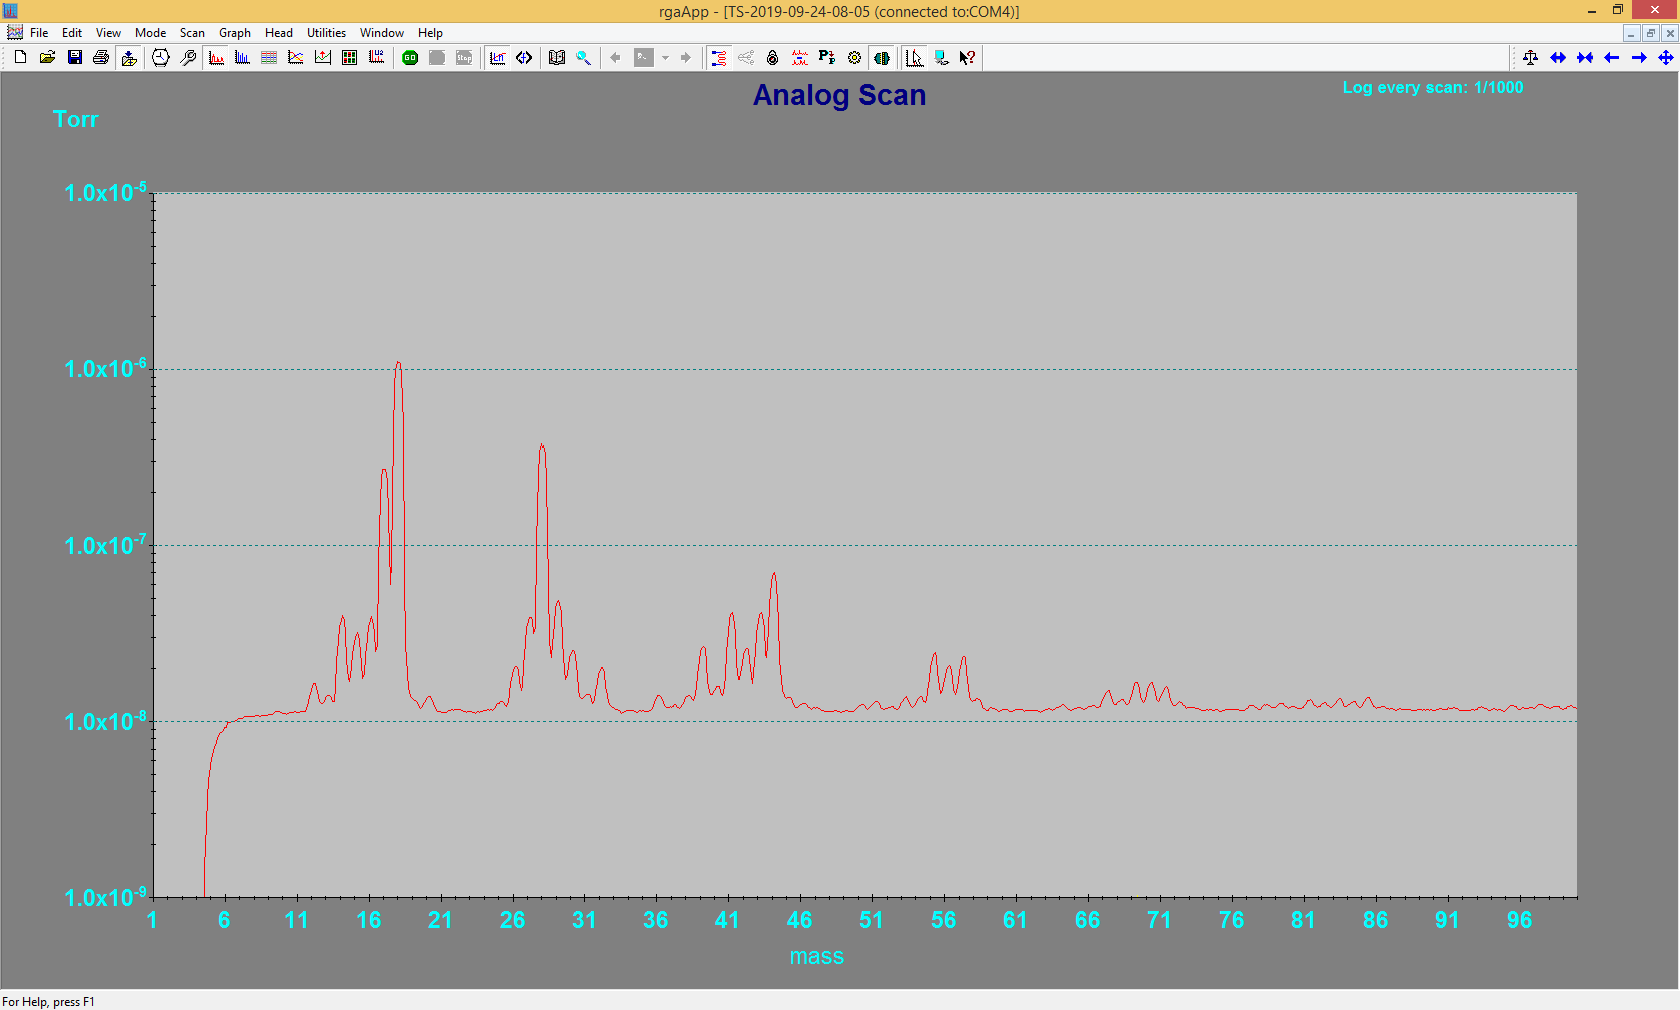 rgaApp - [TS-2019-09-24-08-05 (connected to:COM4)]
File Edit View Mode Scan Graph Head Utilities Window Help
GO Stop
Analog Scan
Log every scan: 1/1000
Torr
1.0x10-5
1.0x10-6
1.0x10-7
1.0x10-8
1.0x10-9
1 6 11 16 21 26 31 36 41 46 51 56 61 66 71 76 81 86 91 96
mass
For Help, press F1